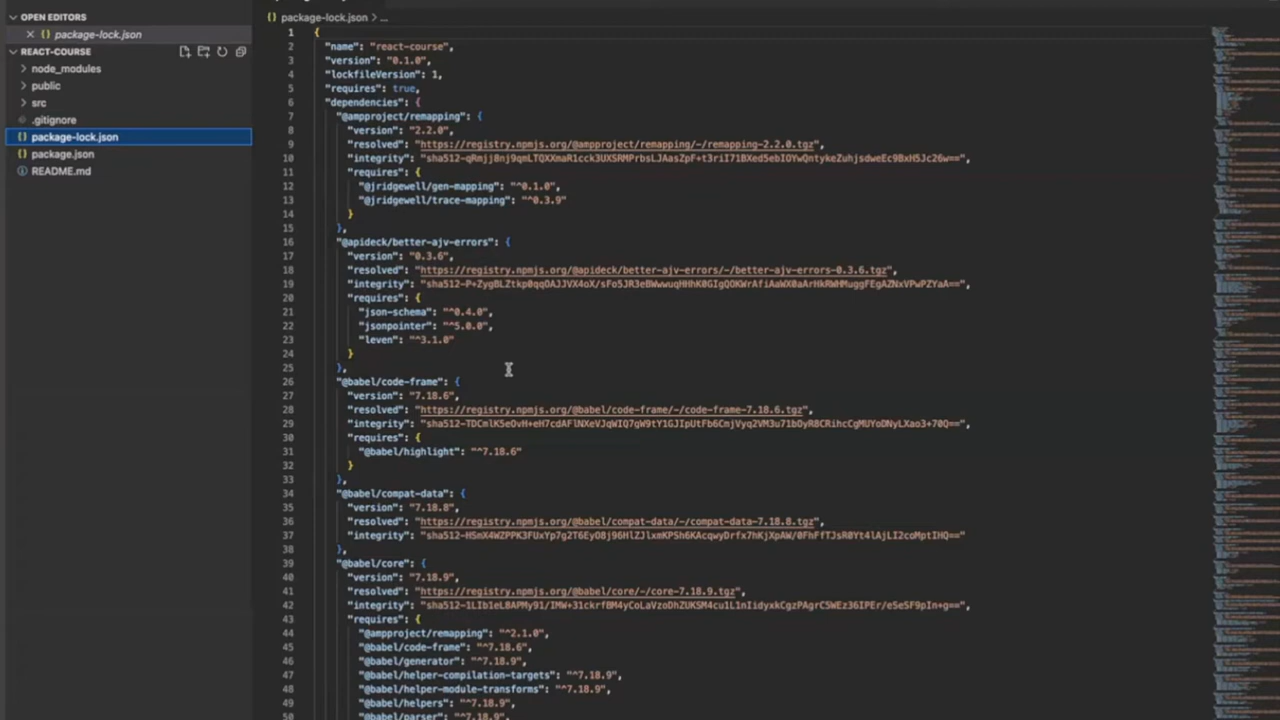 OPEN EDITORS
package-lock.json
REACT-COURSE
node_modules
public
src
.gitignore
package-lock.json
package.json
README.md
package-lock.json > ...
1 {
2 "name": "react-course",
3 "version": "0.1.0",
4 "lockfileVersion": 1,
5 "requires": true,
6 "dependencies": {
7 "@ampproject/remapping": {
8 "version": "2.2.0",
9 "resolved": "https://registry.npmjs.org/@ampproject/remapping/-/remapping-2.2.0.tgz",
10 "integrity":
11 "requires": {
12 "@jridgewell/gen-mapping": "^0.1.0",
13 "@jridgewell/trace-mapping": "^0.3.9"
14 }
15 },
16 "@apideck/better-ajv-errors": {
17 "version": "0.3.6",
18 "resolved": "https://registry.npmjs.org/@apideck/better-ajv-errors/-/better-ajv-errors-0.3.6.tgz",
19 "integrity":
20 "requires": {
21 "json-schema": "^0.4.0",
22 "jsonpointer": "^5.0.0",
23 "leven": "^3.1.0"
24 }
25 },
26 "@babel/code-frame": {
27 "version": "7.18.6",
28 "resolved": "https://registry.npmjs.org/@babel/code-frame/-/code-frame-7.18.6.tgz",
29 "integrity":
30 "requires": {
31 "@babel/highlight": "^7.18.6"
32 }
33 },
34 "@babel/compat-data": {
35 "version": "7.18.8",
36 "resolved": "https://registry.npmjs.org/@babel/compat-data/-/compat-data-7.18.8.tgz",
37 "integrity":
38 },
39 "@babel/core": {
40 "version": "7.18.9",
41 "resolved": "https://registry.npmjs.org/@babel/core/-/core-7.18.9.tgz",
42 "integrity":
43 "requires": {
44 "@ampproject/remapping": "^2.1.0",
45 "@babel/code-frame": "^7.18.6",
46 "@babel/generator": "^7.18.9",
47 "@babel/helper-compilation-targets": "^7.18.9",
48 "@babel/helper-module-transforms": "^7.18.9",
49 "@babel/helpers": "^7.18.9",
50 "@babel/parser": "^7.18.9",